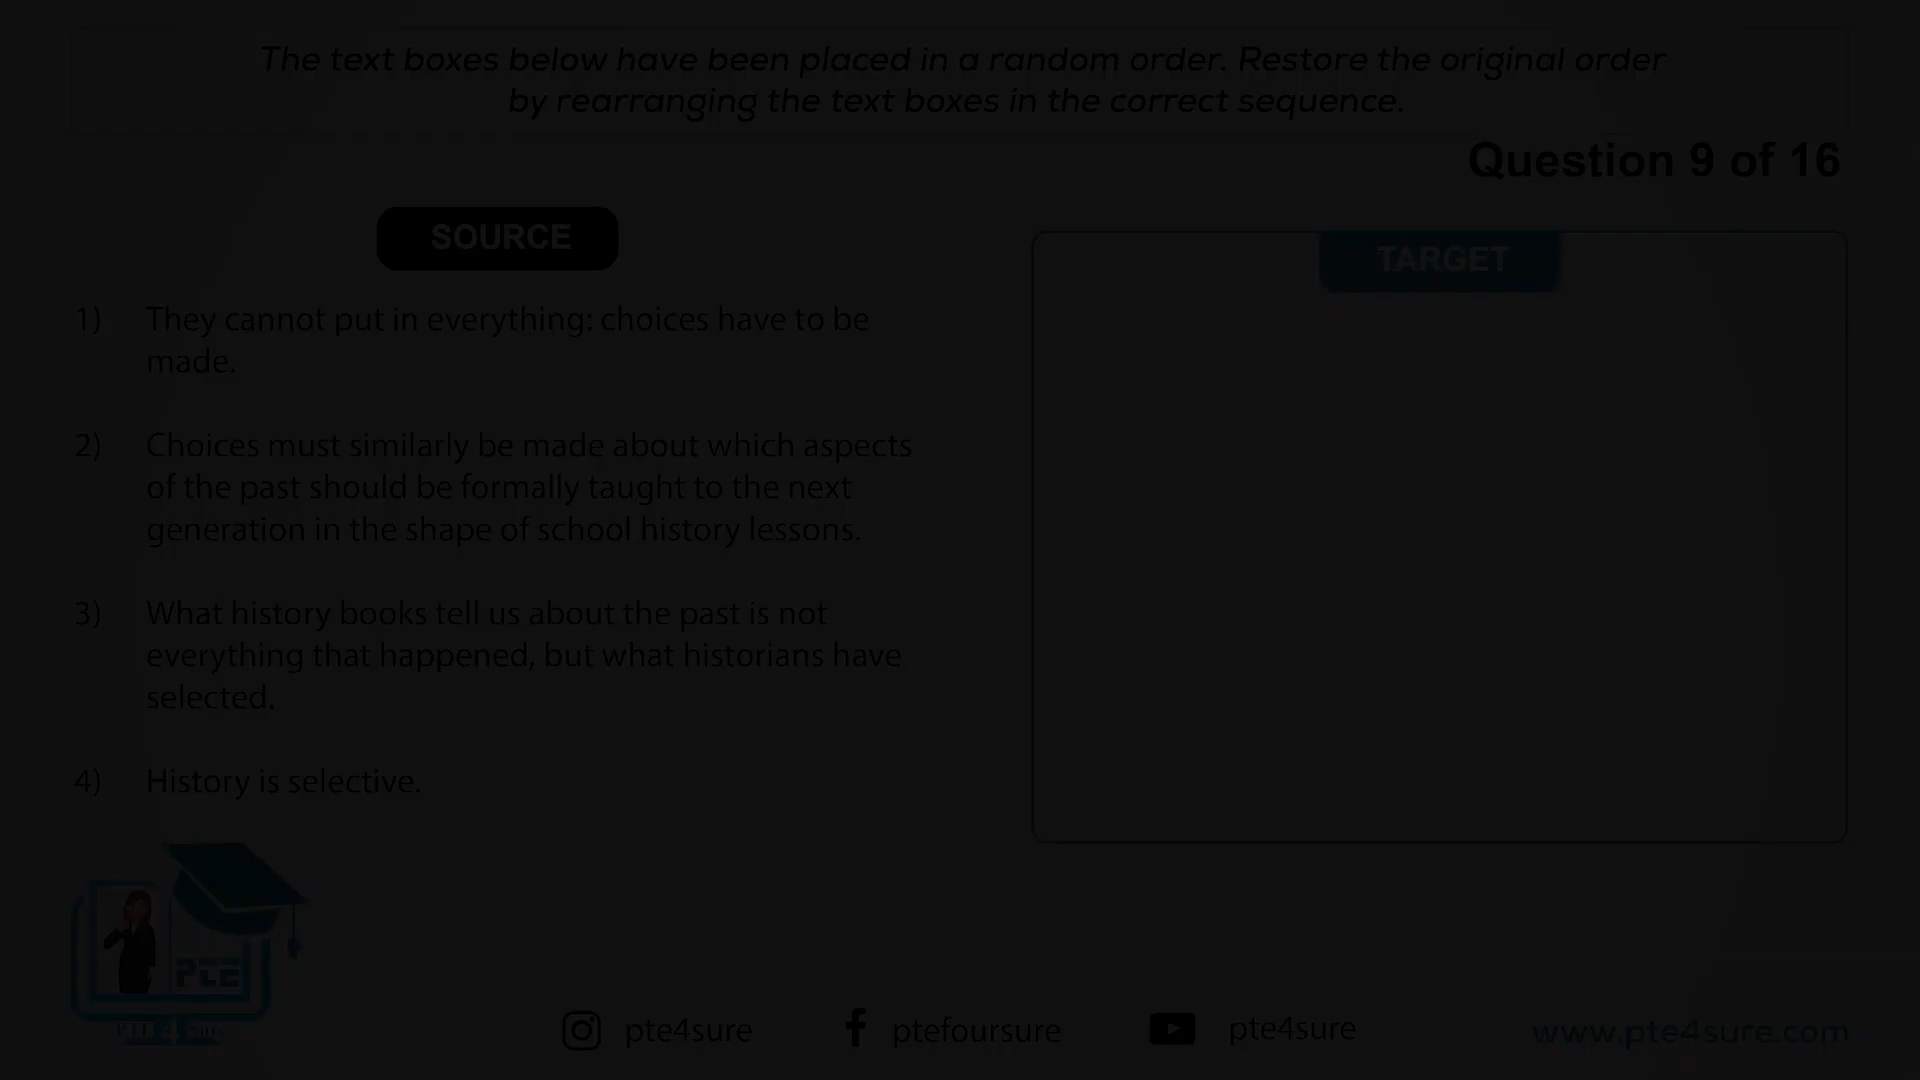 The text boxes below have been placed in a random order. Restore the original order
by rearranging the text boxes in the correct sequence.
Question 9 of 16
SOURCE
1) They cannot put in everything: choices have to be
made.
2) Choices must similarly be made about which aspects
of the past should be formally taught to the next
generation in the shape of school history lessons.
3) What history books tell us about the past is not
everything that happened, but what historians have
selected.
4) History is selective.
TARGET
PTE
PTE 4 SURE
pte4sure
ptefoursure
pte4sure
www.pte4sure.com